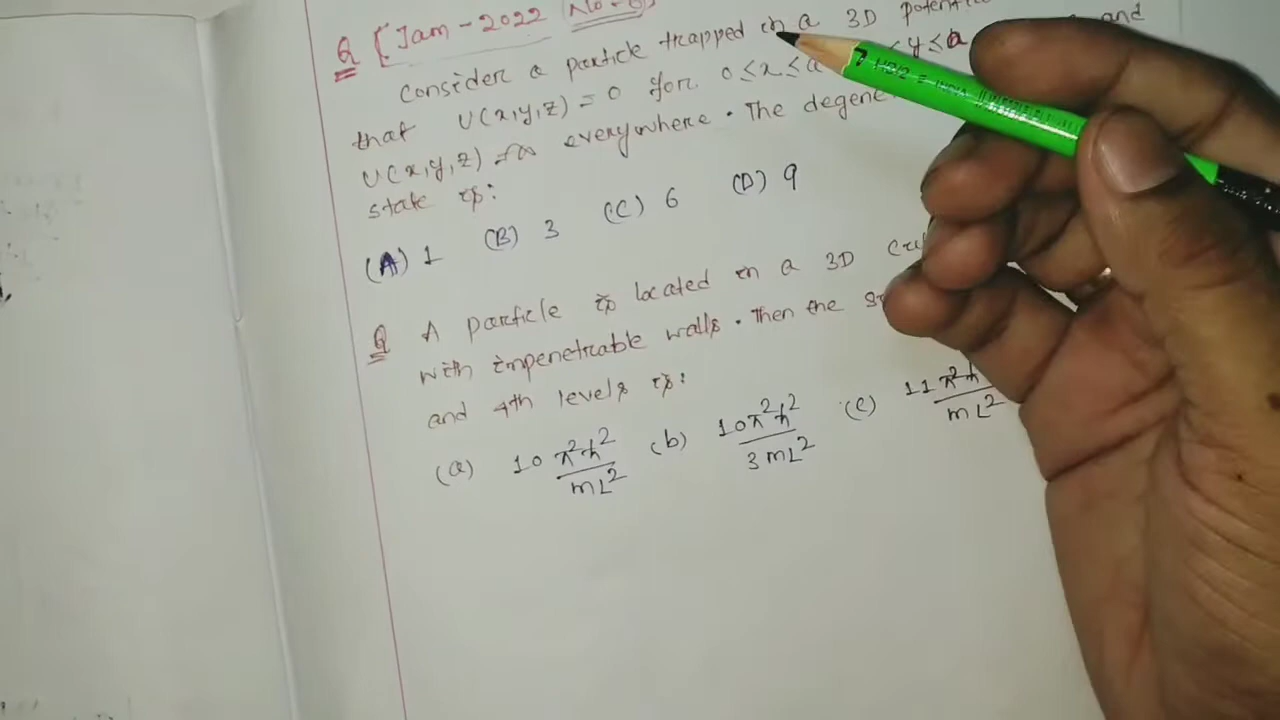 Q [Jam - 2022
Consider a particle trapped in a 3D
that U(x,y,z) = 0 for 0 ≤ x ≤ a y ≤ a and
U(x,y,z) = ∞ everywhere. The
state is:
(A) 1 (B) 3 (C) 6 (D) 9
Q A particle is located in a 3D
with impenetrable walls. Then the
and 4th levels is:
(a) 10 π²ħ²/mL² (b) 10π²ħ²/3mL² (c) 11 π²ħ²/mL²